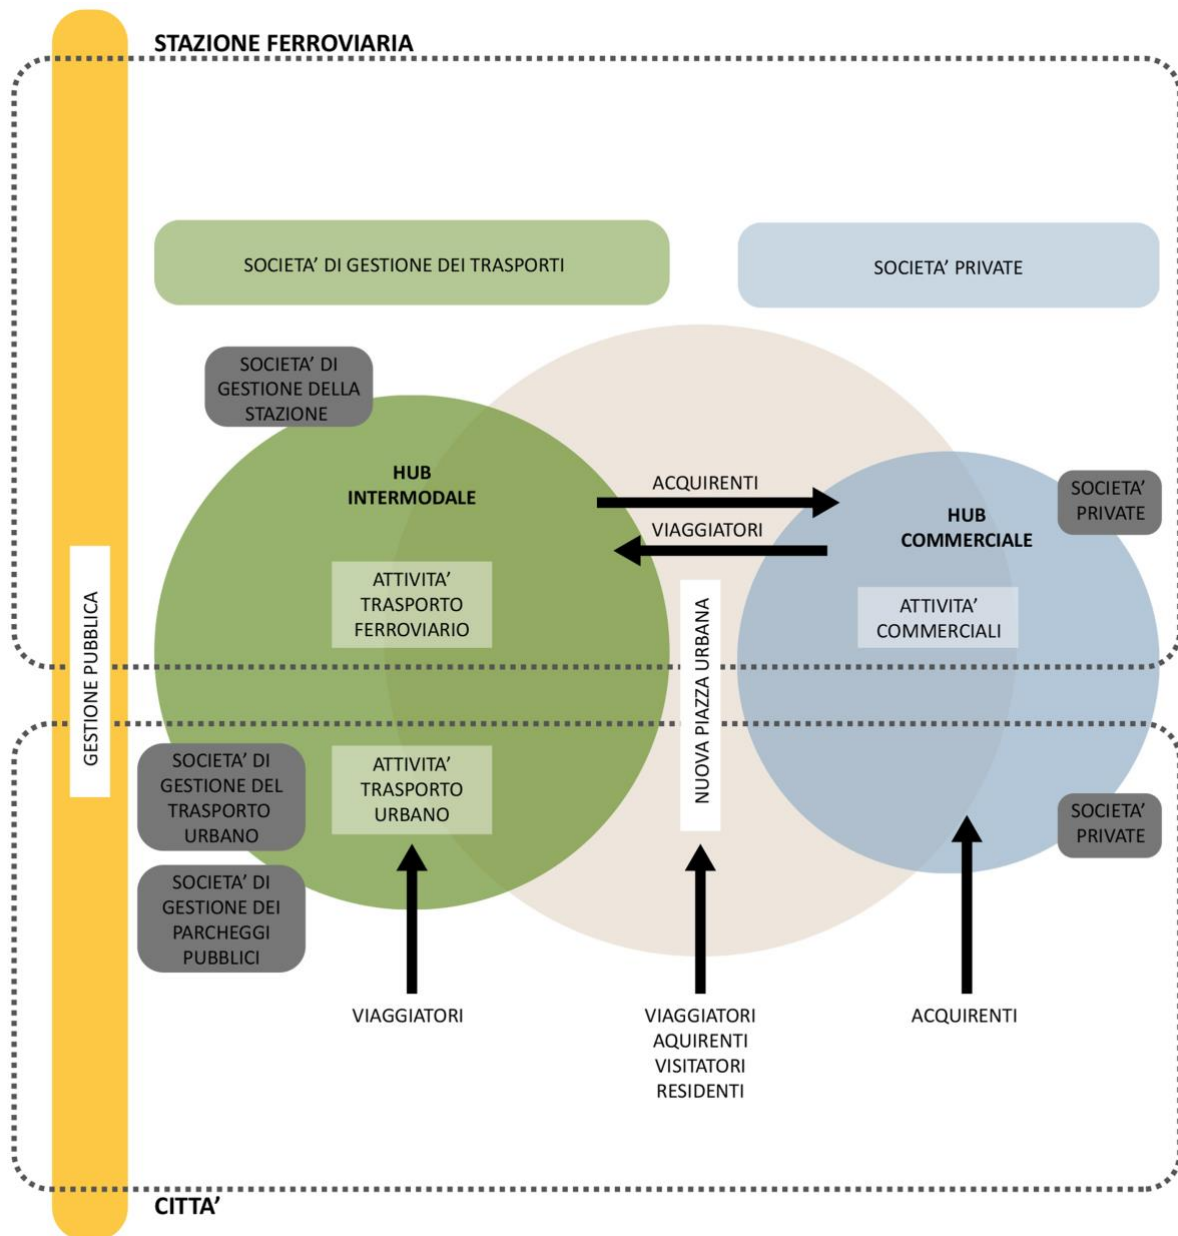 STAZIONE FERROVIARIA
SOCIETA’ DI GESTIONE DEI TRASPORTI
SOCIETA’ PRIVATE
SOCIETA’ DI
GESTIONE DELLA
STAZIONE
HUB
INTERMODALE
ACQUIRENTI
VIAGGIATORI
HUB
COMMERCIALE
SOCIETA’
PRIVATE
ATTIVITA’
TRASPORTO
FERROVIARIO
ATTIVITA’
COMMERCIALI
GESTIONE PUBBLICA
NUOVA PIAZZA URBANA
SOCIETA’ DI
GESTIONE DEL
TRASPORTO
URBANO
ATTIVITA’
TRASPORTO
URBANO
SOCIETA’
PRIVATE
SOCIETA’ DI
GESTIONE DEI
PARCHEGGI
PUBBLICI
VIAGGIATORI
VIAGGIATORI
AQUIRENTI
VISITATORI
RESIDENTI
ACQUIRENTI
CITTA’